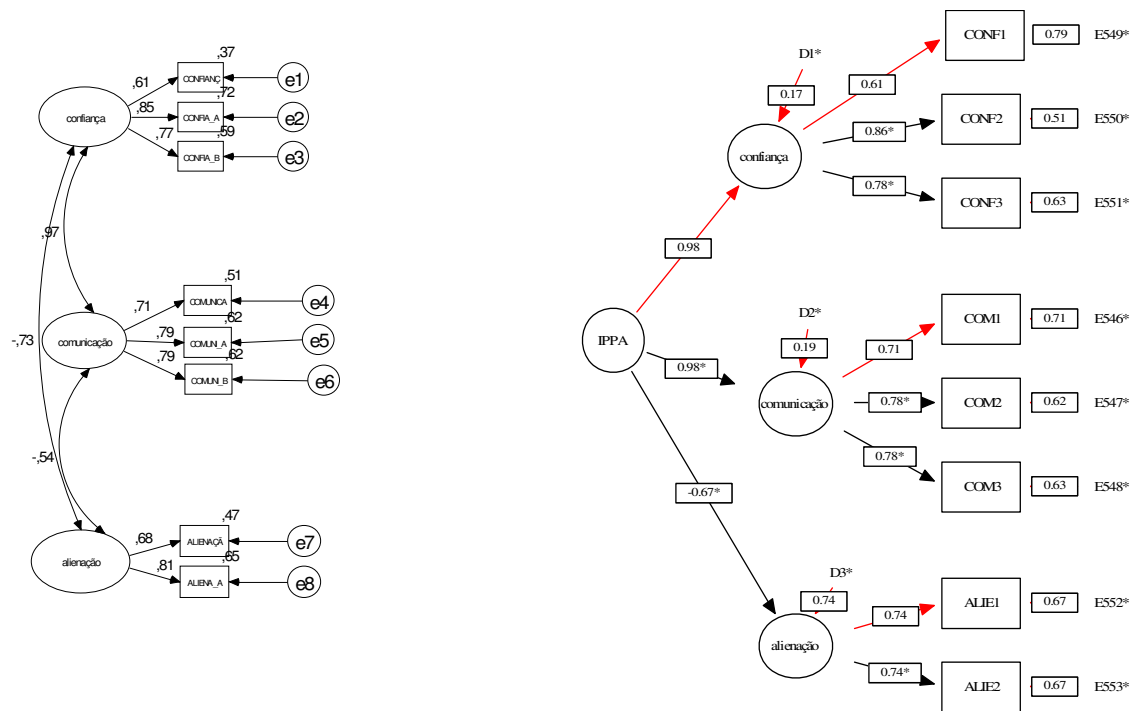 ,37
,61
CONFIANÇ
e1
,72
,85
CONFIA_A
e2
confiança
,59
,77
CONFIA_B
e3
,97
,51
,71
COMUNICA
e4
,62
-,73
,79
COMUNI_A
e5
comunicação
,62
,79
COMUNI_B
e6
-,54
,47
,68
ALIENAÇÃ
e7
,65
alienação
,81
ALIENA_A
e8
CONF1
0.79
E549*
D1*
0.61
0.17
CONF2
0.51
E550*
0.86*
confiança
0.78*
CONF3
0.63
E551*
0.98
IPPA
D2*
COM1
0.71
E546*
0.71
0.19
0.98*
comunicação
0.78*
COM2
0.62
E547*
0.78*
COM3
0.63
E548*
-0.67*
D3*
0.74
ALIE1
0.67
E552*
0.74
alienação
0.74*
ALIE2
0.67
E553*